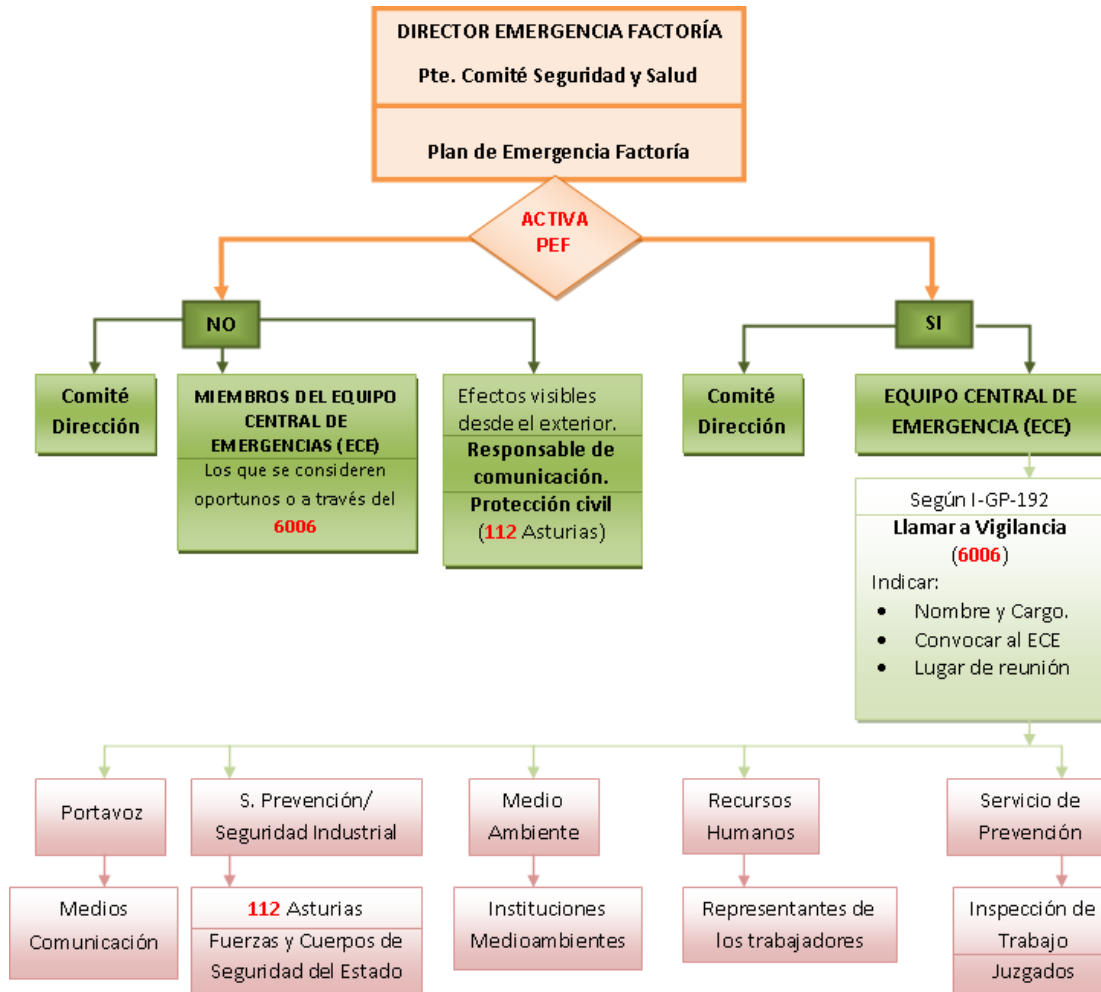 DIRECTOR EMERGENCIA FACTORÍA
Pte. Comité Seguridad y Salud
Plan de Emergencia Factoría
ACTIVA
PEF
NO
SI
Comité
Dirección
MIEMBROS DEL EQUIPO
CENTRAL DE
EMERGENCIAS (ECE)
Los que se consideren
oportunos o a través del
6006
Efectos visibles
desde el exterior.
Responsable de
comunicación.
Protección civil
(112 Asturias)
Comité
Dirección
EQUIPO CENTRAL DE
EMERGENCIA (ECE)
Según I-GP-192
Llamar a Vigilancia
(6006)
Indicar:
• Nombre y Cargo.
• Convocar al ECE
• Lugar de reunión
Portavoz
S. Prevención/
Seguridad Industrial
Medio
Ambiente
Recursos
Humanos
Servicio de
Prevención
Medios
Comunicación
112 Asturias
Fuerzas y Cuerpos de
Seguridad del Estado
Instituciones
Medioambientes
Representantes de
los trabajadores
Inspección de
Trabajo
Juzgados